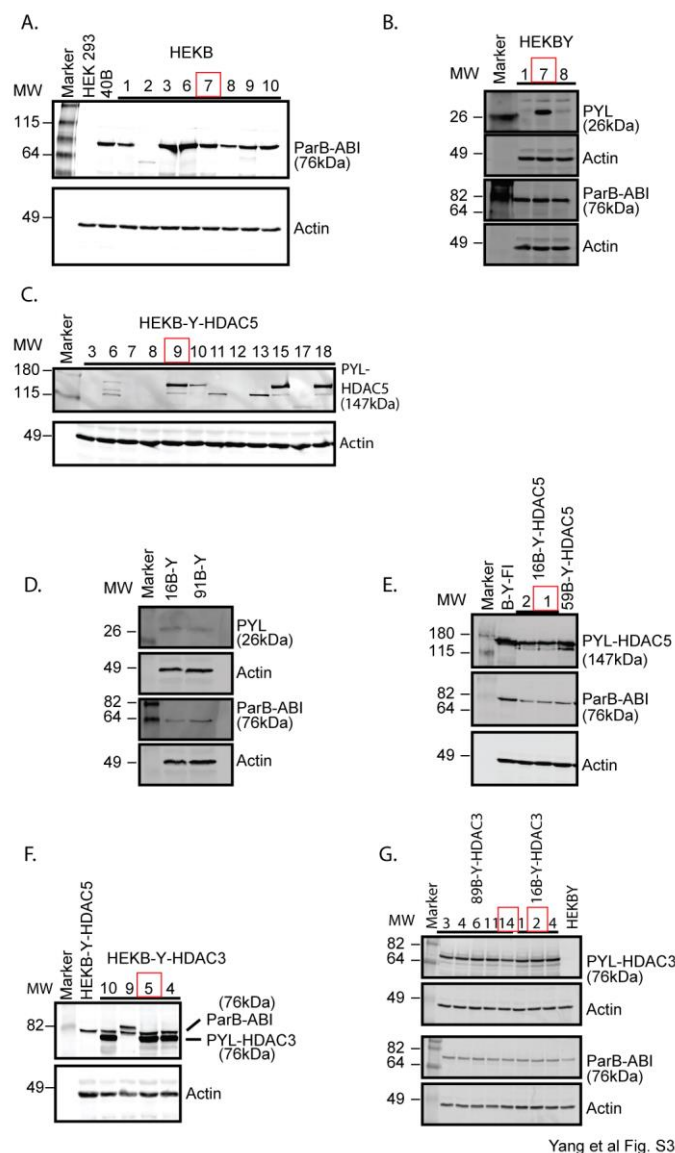 A.
HEKB
Marker
HEK 293
40B
1 2 3 6 7 8 9 10
MW
115
64
ParB-ABI
(76kDa)
49
Actin
B.
HEKBY
Marker
1 7 8
MW
26
PYL
(26kDa)
49
Actin
82
64
ParB-ABI
(76kDa)
49
Actin
C.
HEKB-Y-HDAC5
Marker
3 6 7 8 9 10 11 12 13 15 17 18
MW
180
115
PYL-
HDAC5
(147kDa)
49
Actin
D.
Marker
16B-Y
91B-Y
MW
26
PYL
(26kDa)
49
Actin
82
64
ParB-ABI
(76kDa)
49
Actin
E.
Marker
B-Y-FI
16B-Y-HDAC5
59B-Y-HDAC5
2 1
MW
180
115
PYL-HDAC5
(147kDa)
82
64
ParB-ABI
(76kDa)
49
Actin
F.
Marker
HEKB-Y-HDAC5
HEKB-Y-HDAC3
10 9 5 4
MW
(76kDa)
ParB-ABI
82
PYL-HDAC3
(76kDa)
49
Actin
G.
89B-Y-HDAC3
16B-Y-HDAC3
HEKBY
Marker
3 4 6 11 14 1 2 4
MW
82
64
PYL-HDAC3
(76kDa)
49
Actin
82
64
ParB-ABI
(76kDa)
49
Actin
Yang et al Fig. S3